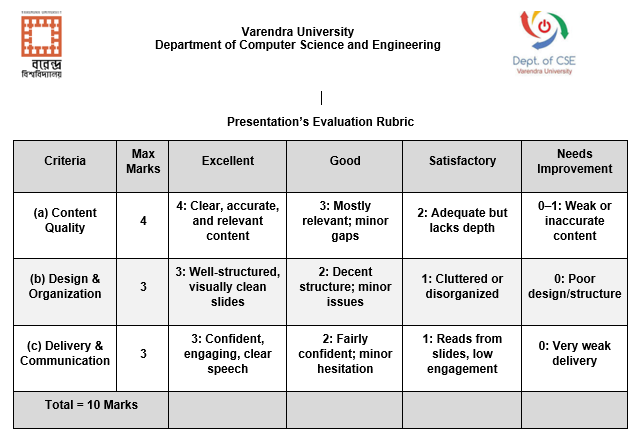 VARENDRA UNIVERSITY
বরেন্দ্র
বিশ্ববিদ্যালয়
Varendra University
Department of Computer Science and Engineering
Dept. of CSE
Varendra University
Presentation’s Evaluation Rubric
Criteria
Max
Marks
Excellent
Good
Satisfactory
Needs
Improvement
(a) Content
Quality
4
4: Clear, accurate,
and relevant
content
3: Mostly
relevant; minor
gaps
2: Adequate but
lacks depth
0–1: Weak or
inaccurate
content
(b) Design &
Organization
3
3: Well-structured,
visually clean
slides
2: Decent
structure; minor
issues
1: Cluttered or
disorganized
0: Poor
design/structure
(c) Delivery &
Communication
3
3: Confident,
engaging, clear
speech
2: Fairly
confident; minor
hesitation
1: Reads from
slides, low
engagement
0: Very weak
delivery
Total = 10 Marks